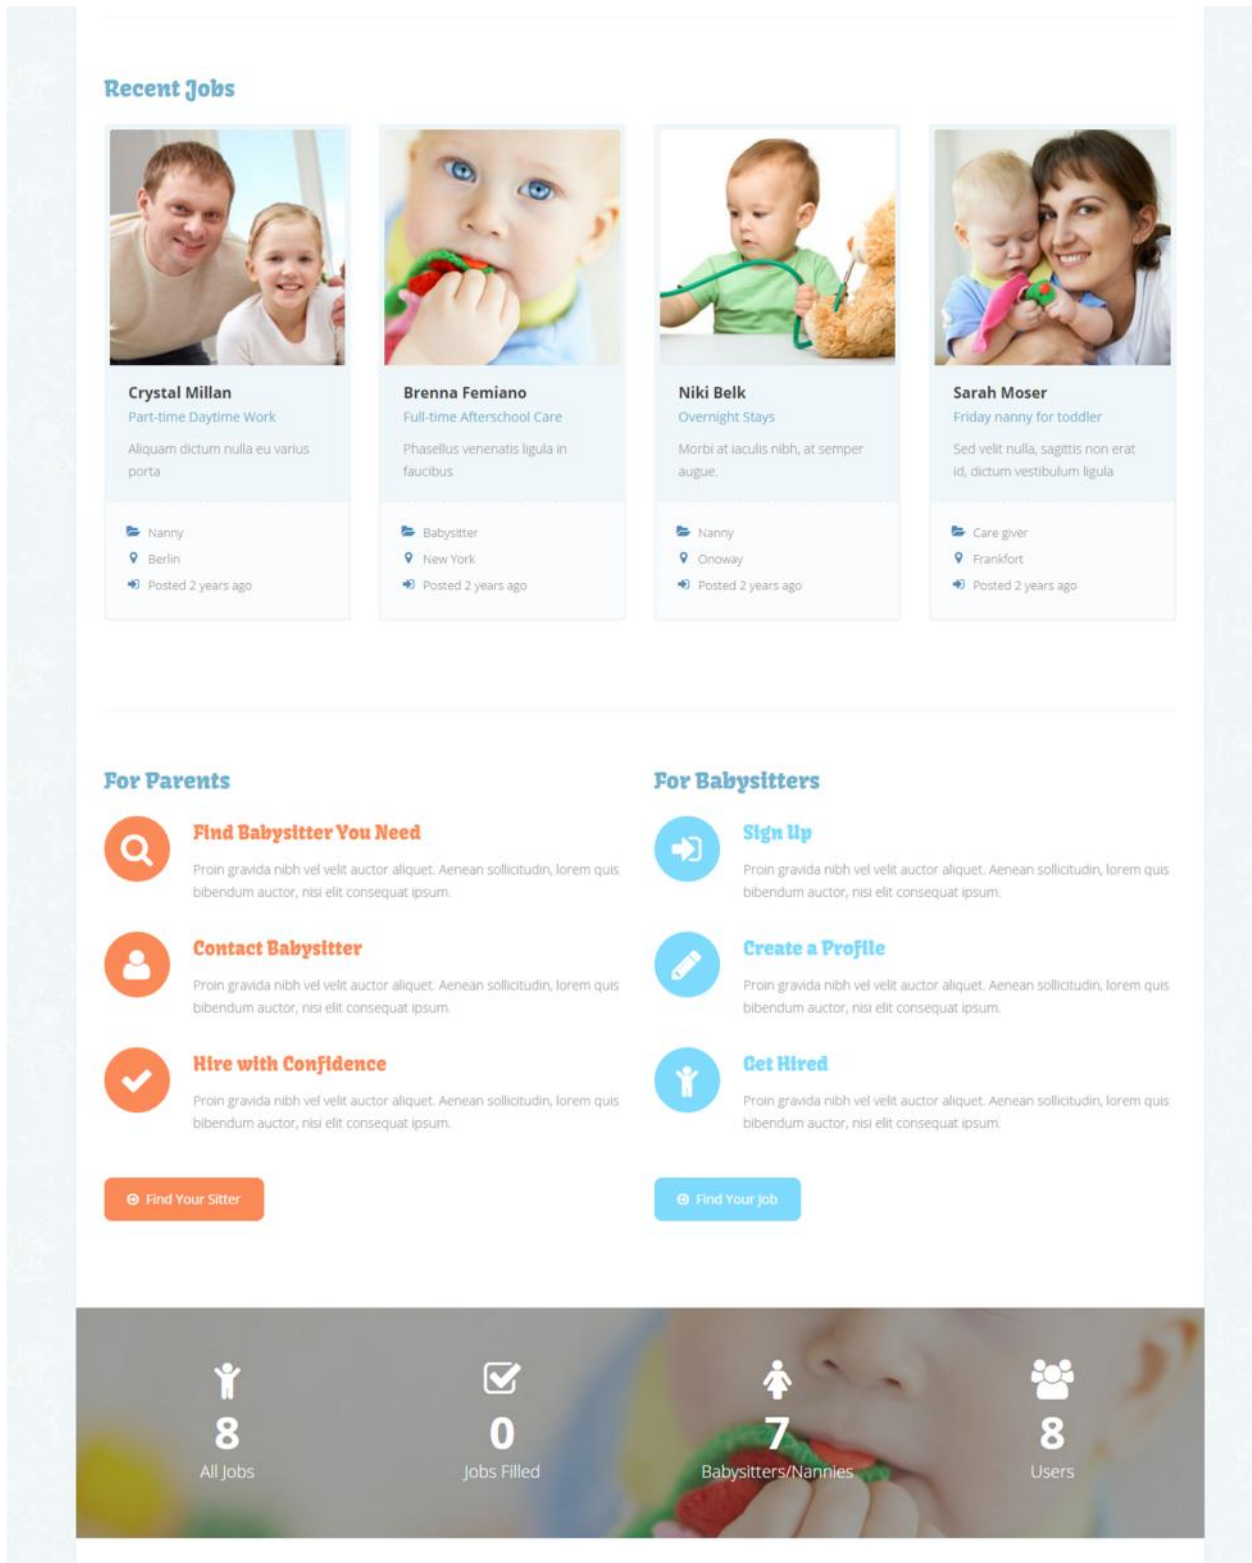 Recent Jobs
Crystal Millan
Part-time Daytime Work
Aliquam dictum nulla eu varius
porta
Nanny
Berlin
Posted 2 years ago
Brenna Femiano
Full-time Afterschool Care
Phasellus venenatis ligula in
faucibus
Babysitter
New York
Posted 2 years ago
Niki Belk
Overnight Stays
Morbi at iaculis nibh, at semper
augue.
Nanny
Onoway
Posted 2 years ago
Sarah Moser
Friday nanny for toddler
Sed velit nulla, sagittis non erat
id, dictum vestibulum ligula
Care giver
Frankfort
Posted 2 years ago
For Parents
Find Babysitter You Need
Proin gravida nibh vel velit auctor aliquet. Aenean sollicitudin, lorem quis
bibendum auctor, nisi elit consequat ipsum.
Contact Babysitter
Proin gravida nibh vel velit auctor aliquet. Aenean sollicitudin, lorem quis
bibendum auctor, nisi elit consequat ipsum.
Hire with Confidence
Proin gravida nibh vel velit auctor aliquet. Aenean sollicitudin, lorem quis
bibendum auctor, nisi elit consequat ipsum.
Find Your Sitter
For Babysitters
Sign Up
Proin gravida nibh vel velit auctor aliquet. Aenean sollicitudin, lorem quis
bibendum auctor, nisi elit consequat ipsum.
Create a Profile
Proin gravida nibh vel velit auctor aliquet. Aenean sollicitudin, lorem quis
bibendum auctor, nisi elit consequat ipsum.
Get Hired
Proin gravida nibh vel velit auctor aliquet. Aenean sollicitudin, lorem quis
bibendum auctor, nisi elit consequat ipsum.
Find Your Job
8
All Jobs
0
Jobs Filled
7
Babysitters/Nannies
8
Users